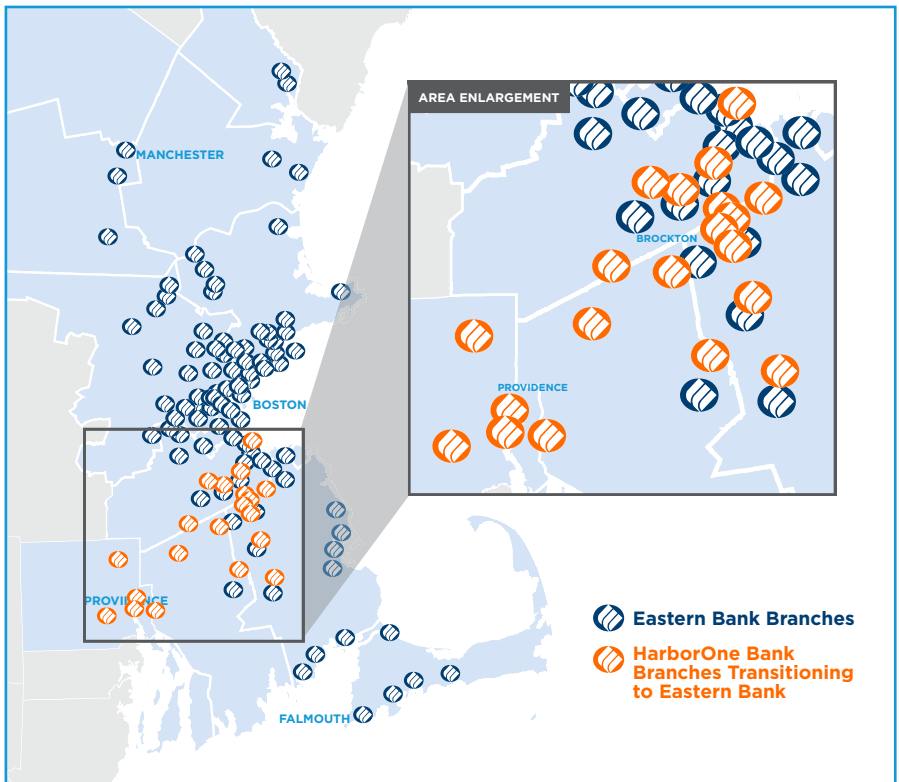 AREA ENLARGEMENT
MANCHESTER
BROCKTON
PROVIDENCE
BOSTON
PROVIDENCE
FALMOUTH
Eastern Bank Branches
HarborOne Bank
Branches Transitioning
to Eastern Bank